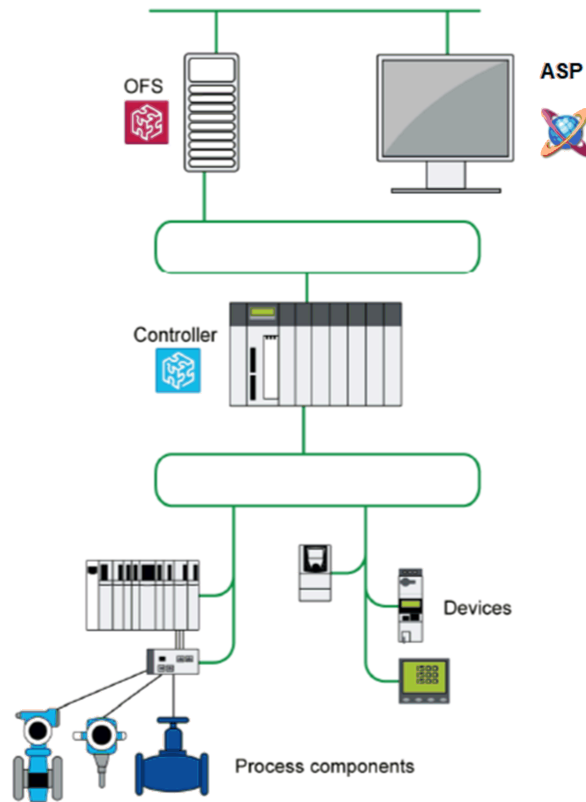 ASP
OFS
Controller
Devices
Process components